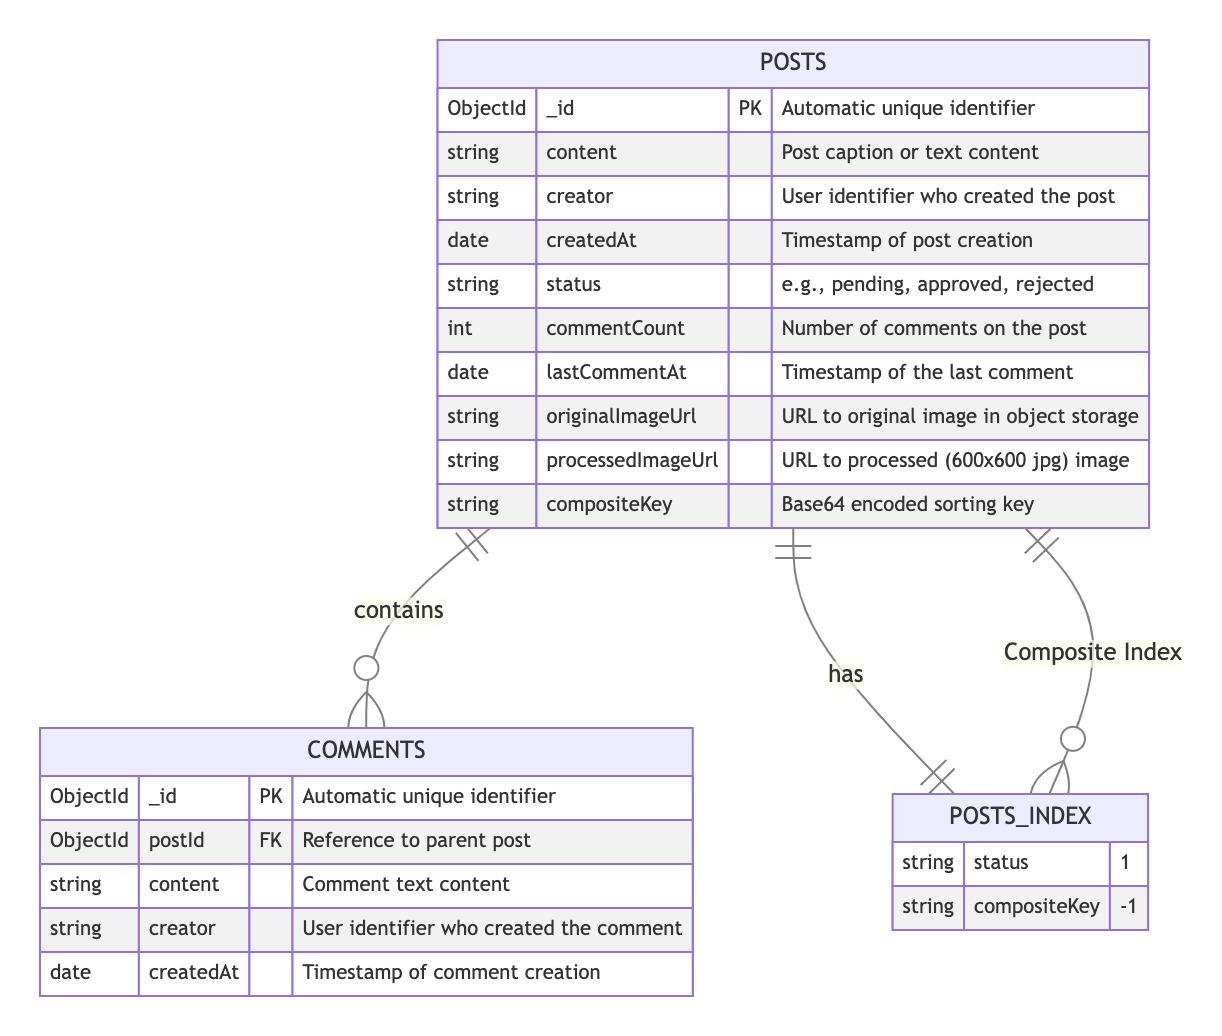 POSTS
ObjectId _id PK Automatic unique identifier
string content Post caption or text content
string creator User identifier who created the post
date createdAt Timestamp of post creation
string status e.g., pending, approved, rejected
int commentCount Number of comments on the post
date lastCommentAt Timestamp of the last comment
string originalImageUrl URL to original image in object storage
string processedImageUrl URL to processed (600x600 jpg) image
string compositeKey Base64 encoded sorting key
contains
has
Composite Index
COMMENTS
ObjectId _id PK Automatic unique identifier
ObjectId postId FK Reference to parent post
string content Comment text content
string creator User identifier who created the comment
date createdAt Timestamp of comment creation
POSTS_INDEX
string status 1
string compositeKey -1